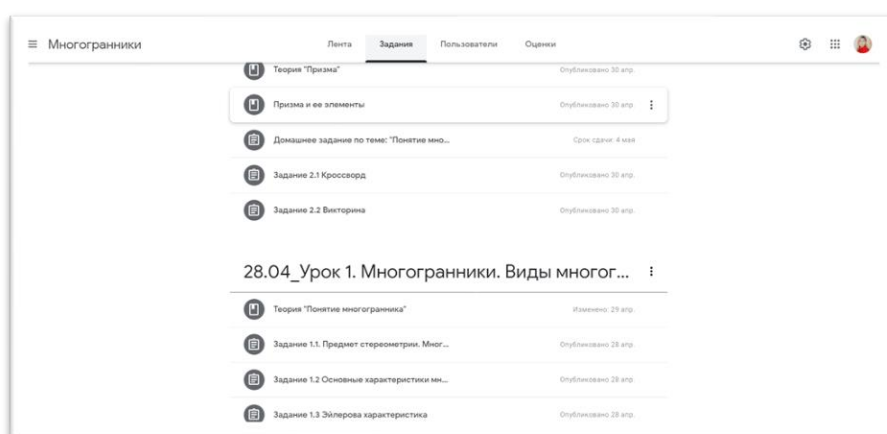 Многогранники
Лента Задания Пользователи Оценки
Теория "Призма" Опубликовано 30 апр.
Призма и ее элементы Опубликовано 30 апр.
Домашнее задание по теме: "Понятие мно... Срок сдачи: 4 мая
Задание 2.1 Кроссворд Опубликовано 30 апр.
Задание 2.2 Викторина Опубликовано 30 апр.
28.04_Урок 1. Многогранники. Виды многог...
Теория "Понятие многогранника" Изменено: 29 апр.
Задание 1.1. Предмет стереометрии. Мног... Опубликовано 28 апр.
Задание 1.2 Основные характеристики мн... Опубликовано 28 апр.
Задание 1.3 Эйлерова характеристика Опубликовано 28 апр.